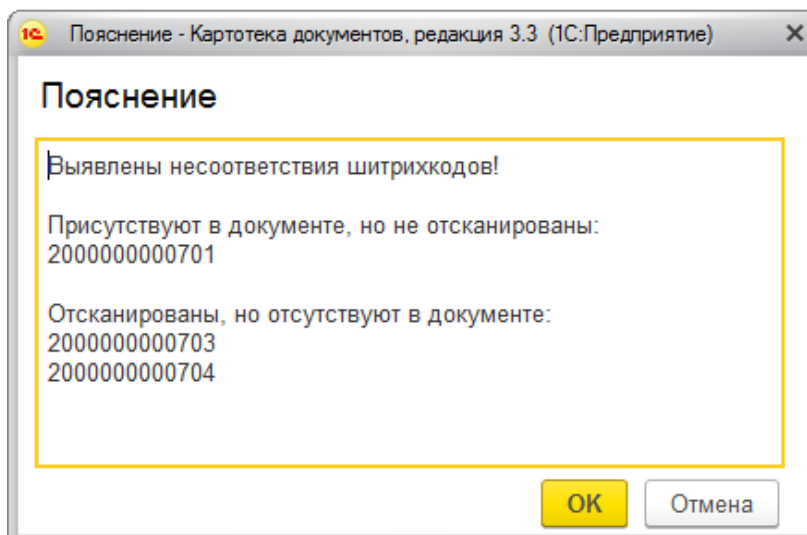 1С Пояснение - Картотека документов, редакция 3.3 (1С:Предприятие)
Пояснение
Выявлены несоответствия шитрихкодов!
Присутствуют в документе, но не отсканированы:
2000000000701
Отсканированы, но отсутствуют в документе:
2000000000703
2000000000704
ОК Отмена